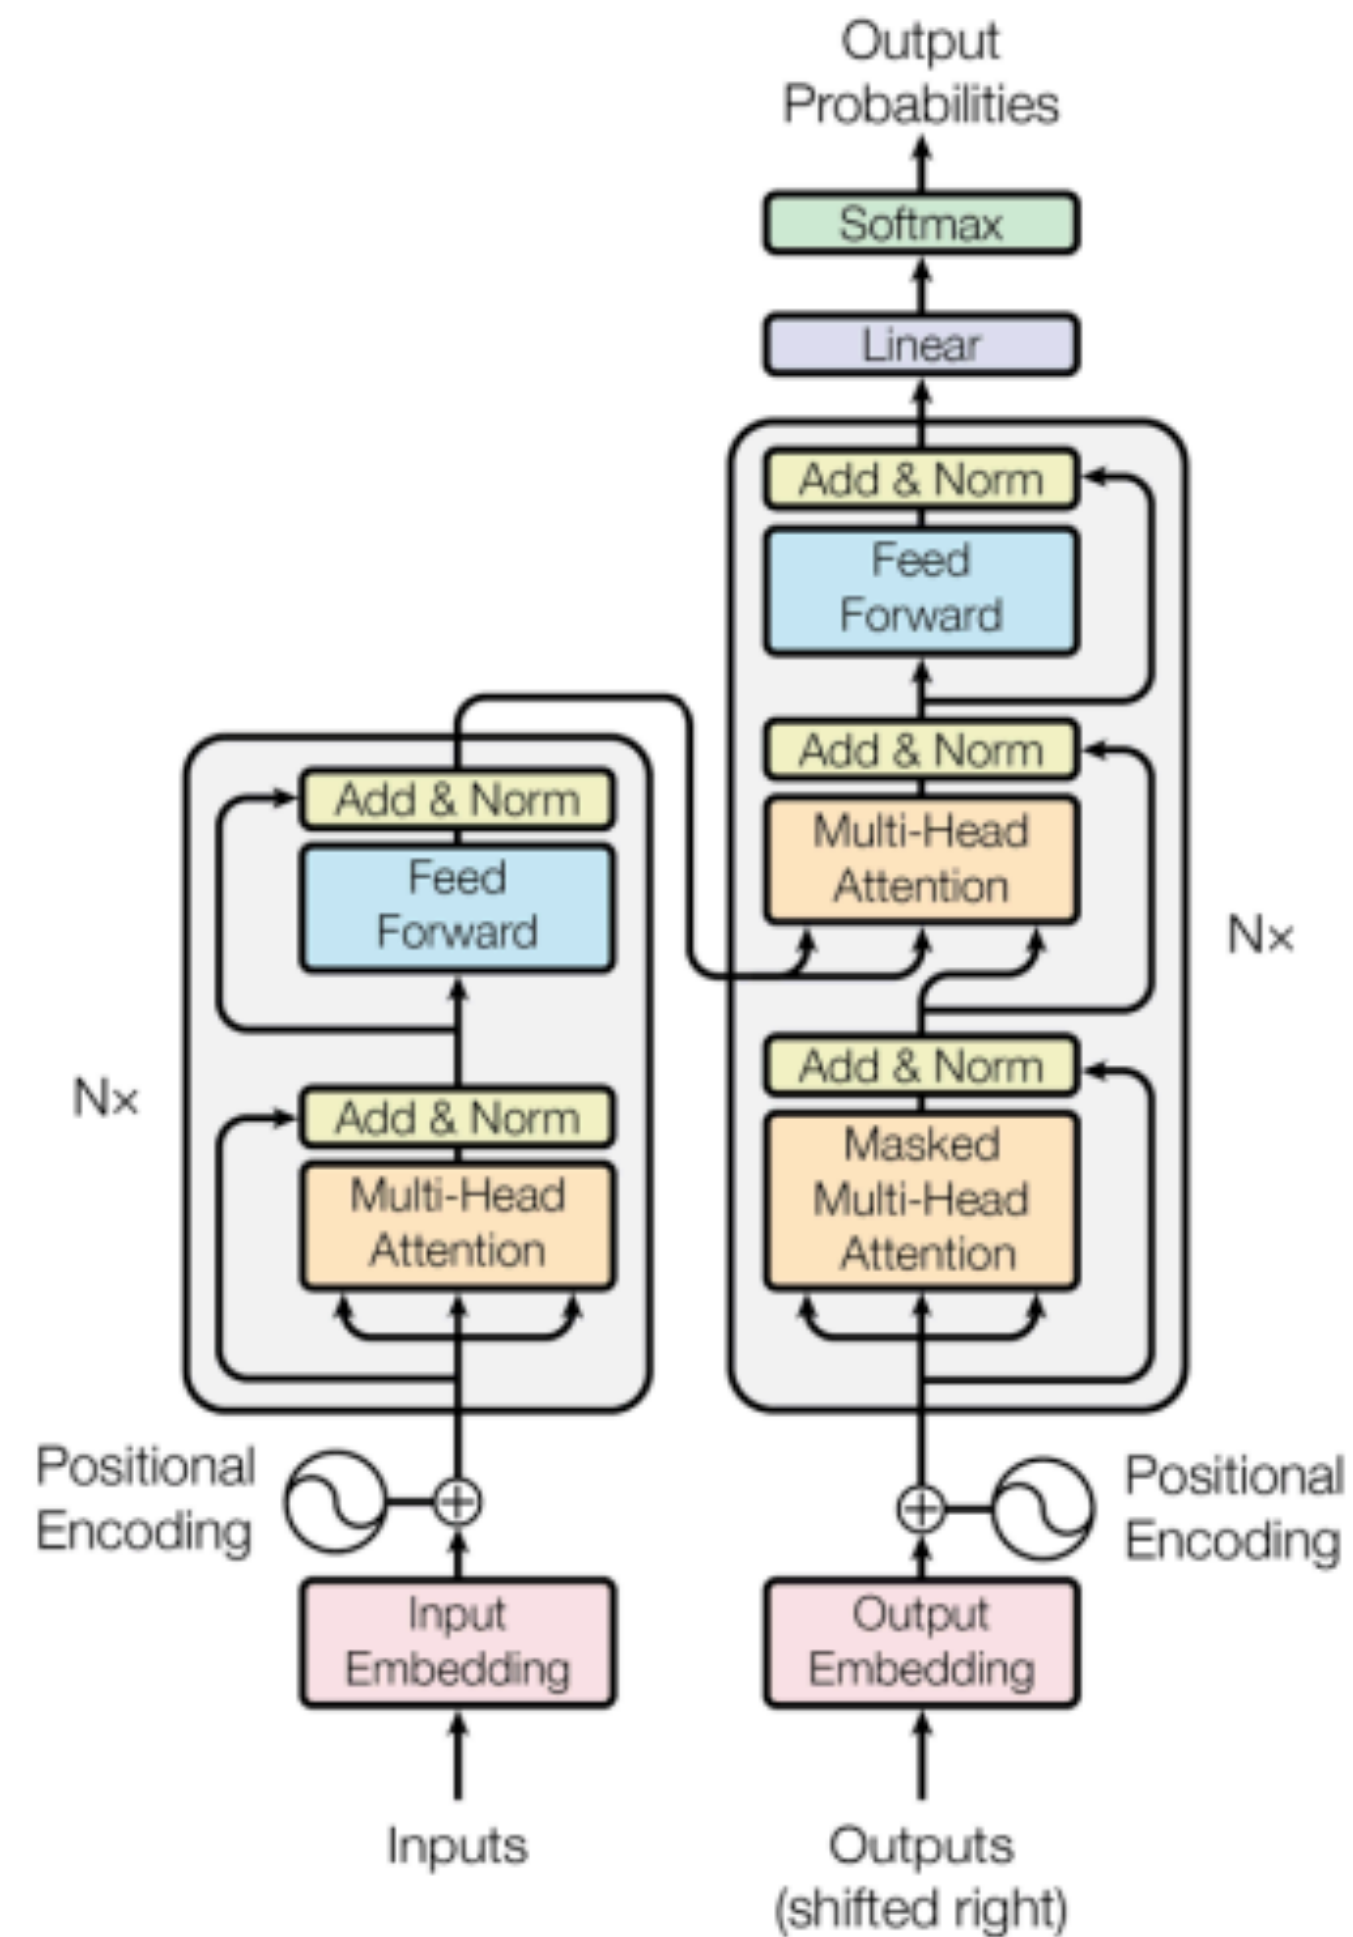 Output
Probabilities
Softmax
Linear
Add & Norm
Feed
Forward
Add & Norm
Multi-Head
Attention
Add & Norm
Masked
Multi-Head
Attention
N×
Add & Norm
Feed
Forward
Add & Norm
Multi-Head
Attention
N×
Positional
Encoding
Positional
Encoding
Input
Embedding
Output
Embedding
Inputs
Outputs
(shifted right)